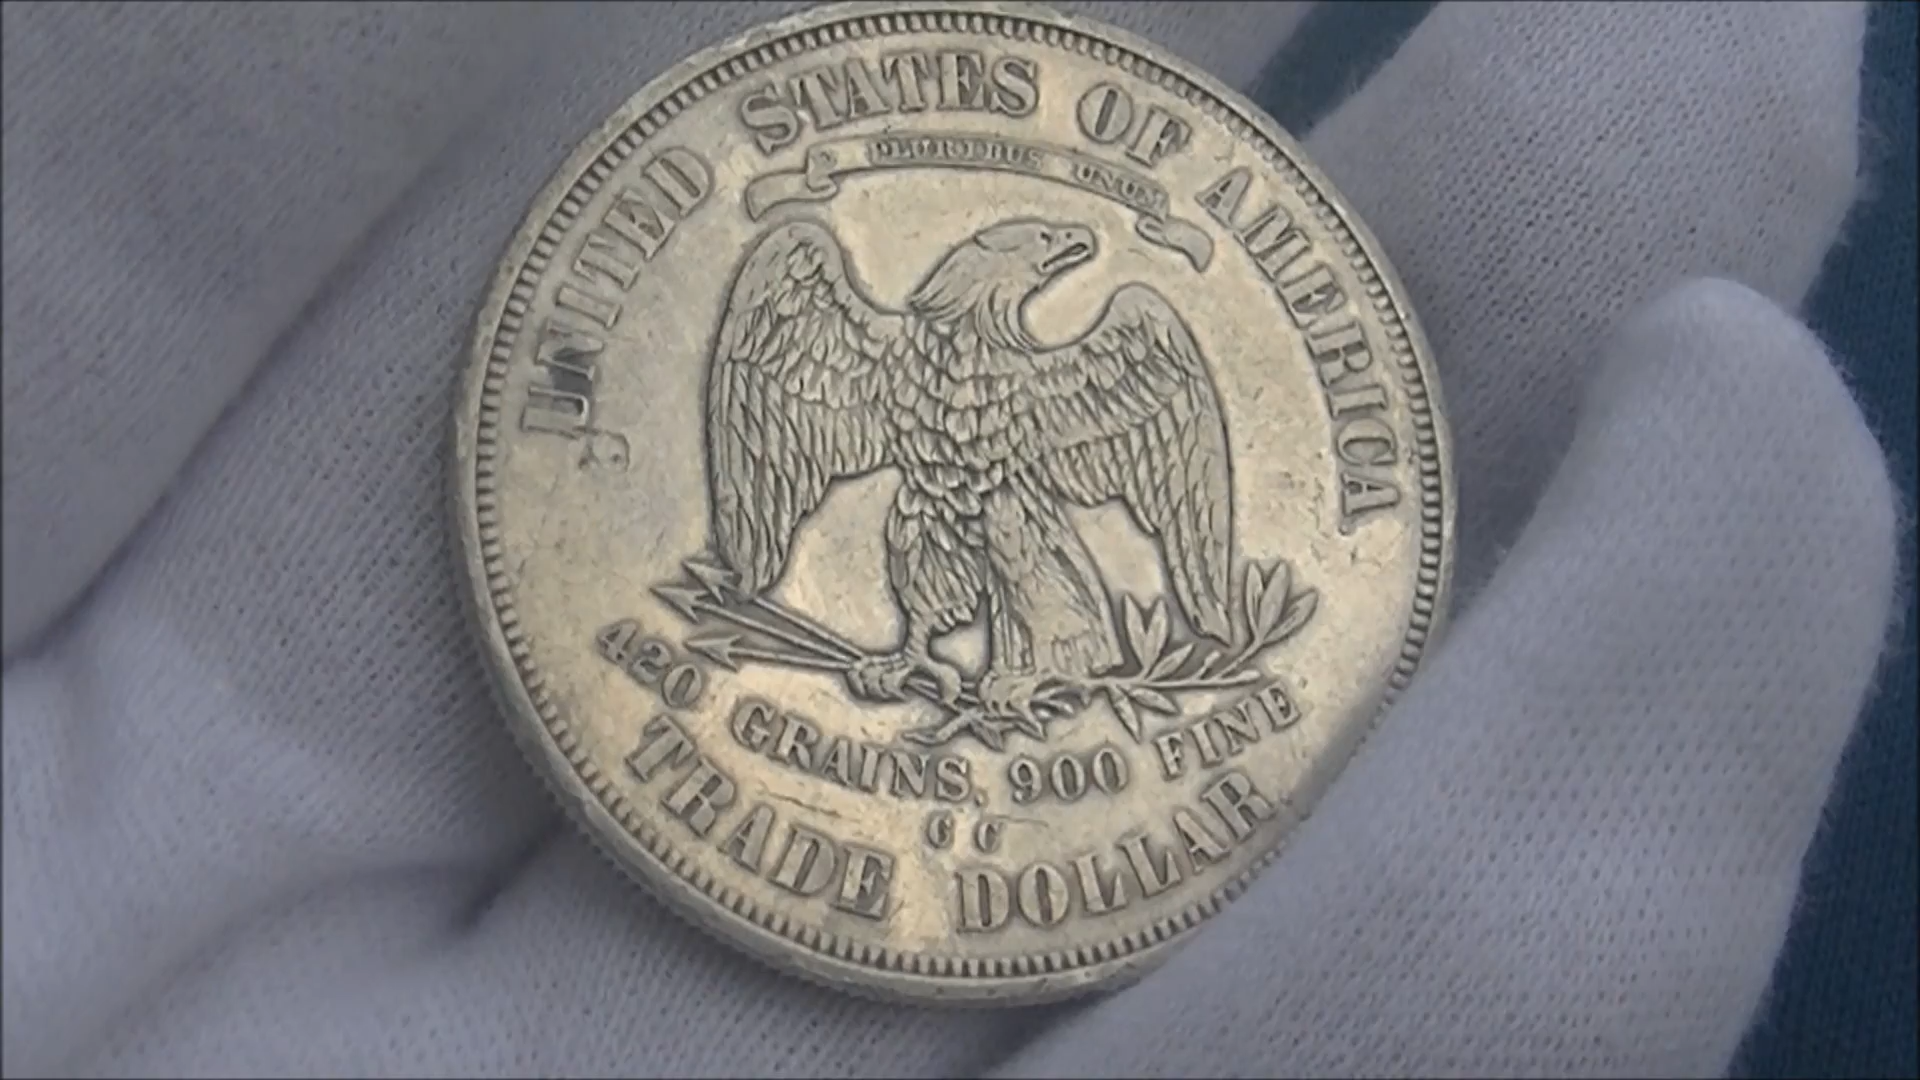 UNITED STATES OF AMERICA
E PLURIBUS UNUM
420 GRAINS, 900 FINE
CC
TRADE DOLLAR